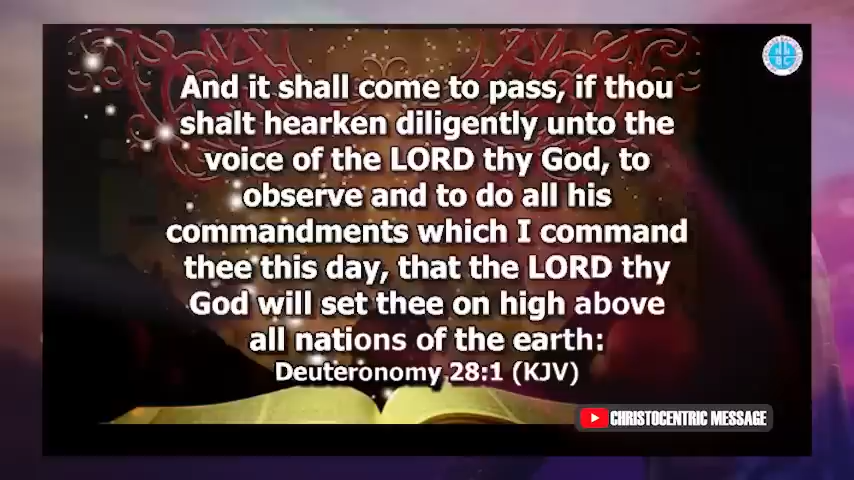 And it shall come to pass, if thou
shalt hearken diligently unto the
voice of the LORD thy God, to
observe and to do all his
commandments which I command
thee this day, that the LORD thy
God will set thee on high above
all nations of the earth:
Deuteronomy 28:1 (KJV)
CHRISTOCENTRIC MESSAGE